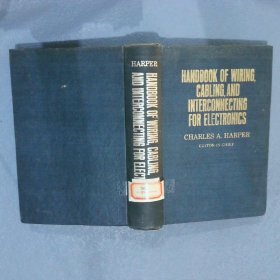 HARPER
HANDBOOK OF WIRING, CABLING,
AND INTERCONNECTING FOR ELECT
HANDBOOK OF WIRING,
CABLING, AND
INTERCONNECTING
FOR ELECTRONICS
CHARLES A. HARPER
EDITOR IN CHIEF